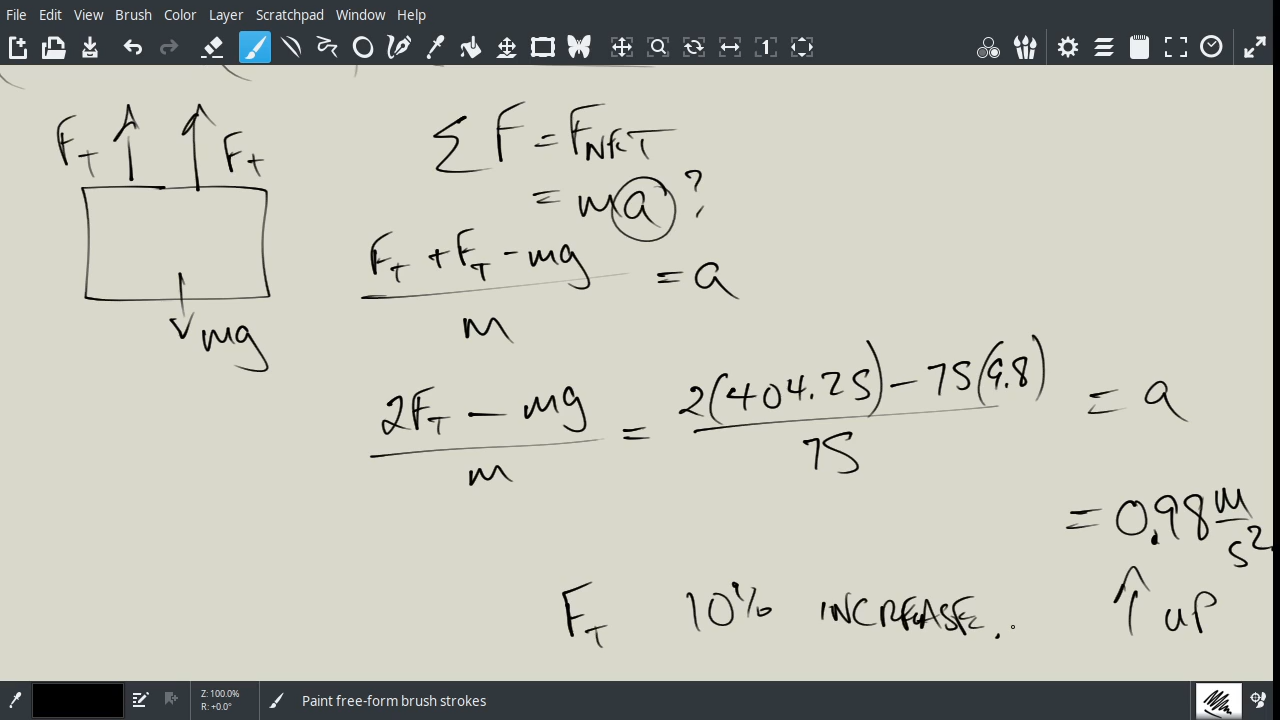 File Edit View Brush Color Layer Scratchpad Window Help
1
F_T F_T
mg
∑F = F_NET
= ma ?
F_T + F_T - mg / m = a
2F_T - mg / m = 2(404.25) - 75(9.8) / 75 = a
= 0.98 m/s²
F_T 10% INCREASE.. ↑ UP
Z: 100.0%
R: +0.0°
Paint free-form brush strokes